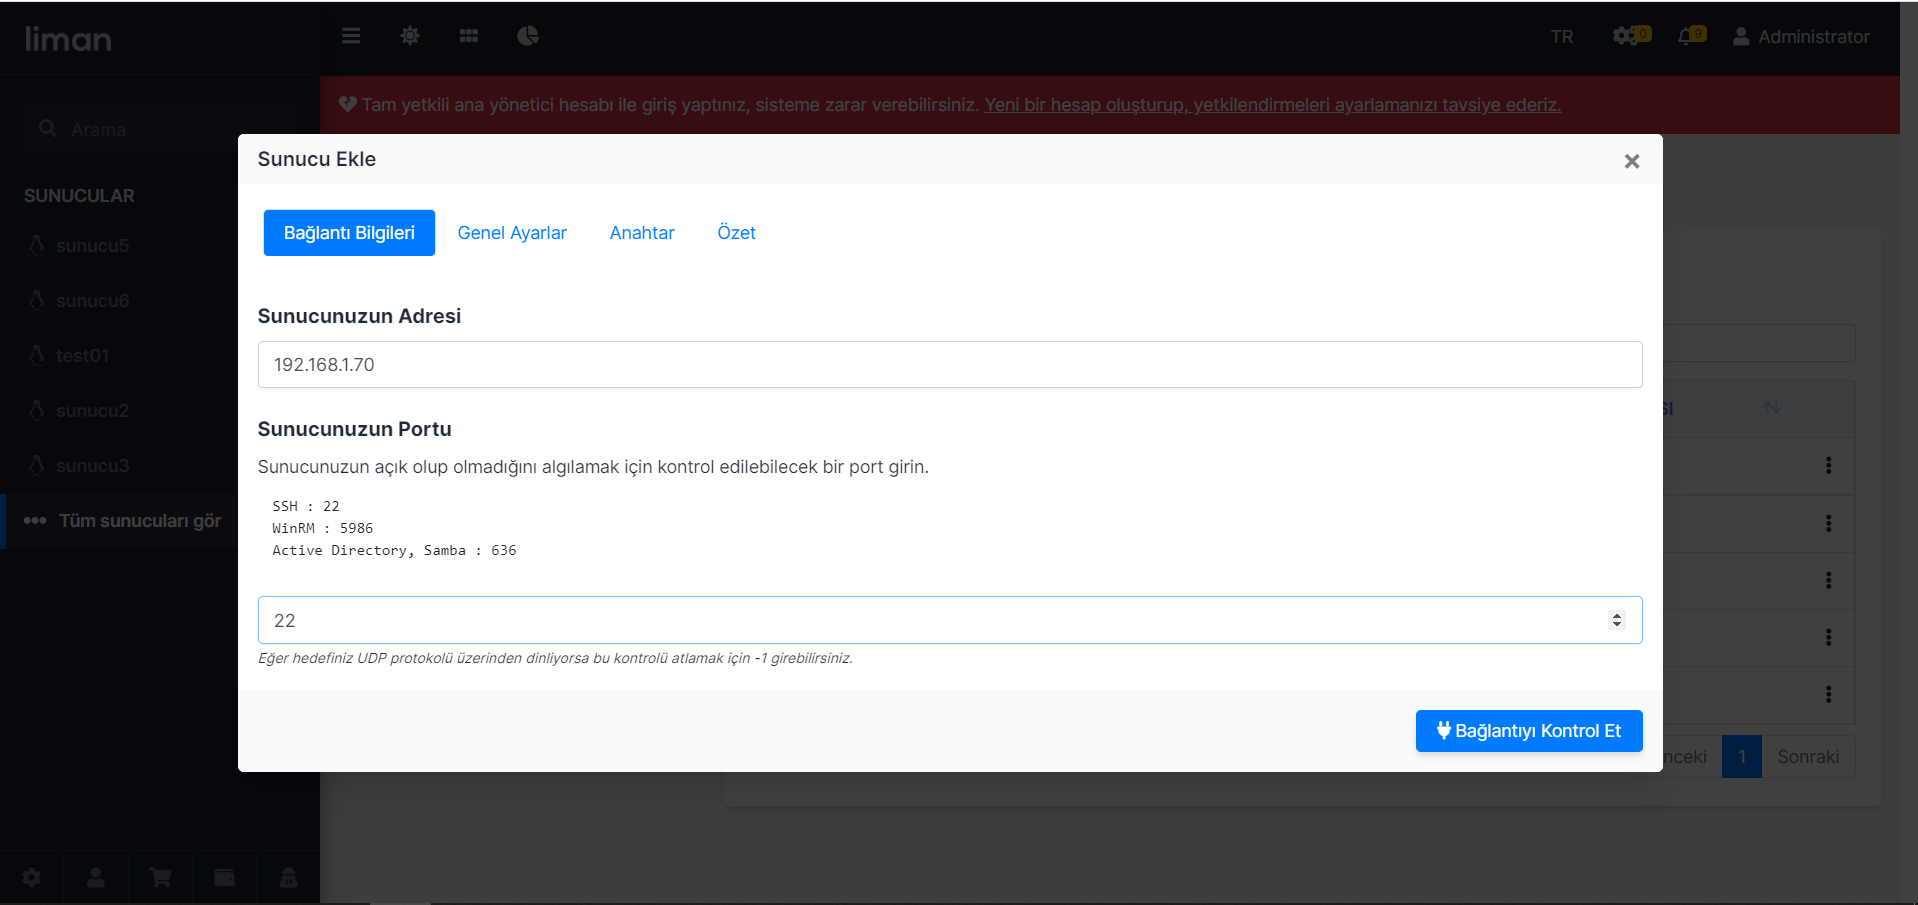 liman
TR
0
9
Administrator
Tam yetkili ana yönetici hesabı ile giriş yaptınız, sisteme zarar verebilirsiniz. Yeni bir hesap oluşturup, yetkilendirmeleri ayarlamanızı tavsiye ederiz.
Arama
SUNUCULAR
sunucu5
sunucu6
test01
sunucu2
sunucu3
Tüm sunucuları gör
Sunucu Ekle
Bağlantı Bilgileri Genel Ayarlar Anahtar Özet
Sunucunuzun Adresi
192.168.1.70
Sunucunuzun Portu
Sunucunuzun açık olup olmadığını algılamak için kontrol edilebilecek bir port girin.
SSH : 22
WinRM : 5986
Active Directory, Samba : 636
22
Eğer hedefiniz UDP protokolü üzerinden dinliyorsa bu kontrolü atlamak için -1 girebilirsiniz.
Bağlantıyı Kontrol Et
1 Sonraki